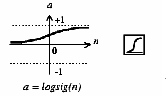 a
+1
n
0
-1
a = logsig(n)